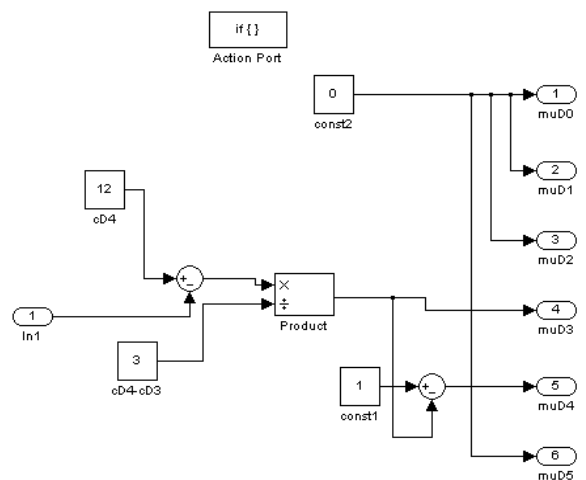 if { }
Action Port
0
const2
1
muD0
2
muD1
12
cD4
3
muD2
+
−
×
÷
Product
4
muD3
1
In1
3
cD4-cD3
1
const1
+
−
5
muD4
6
muD5